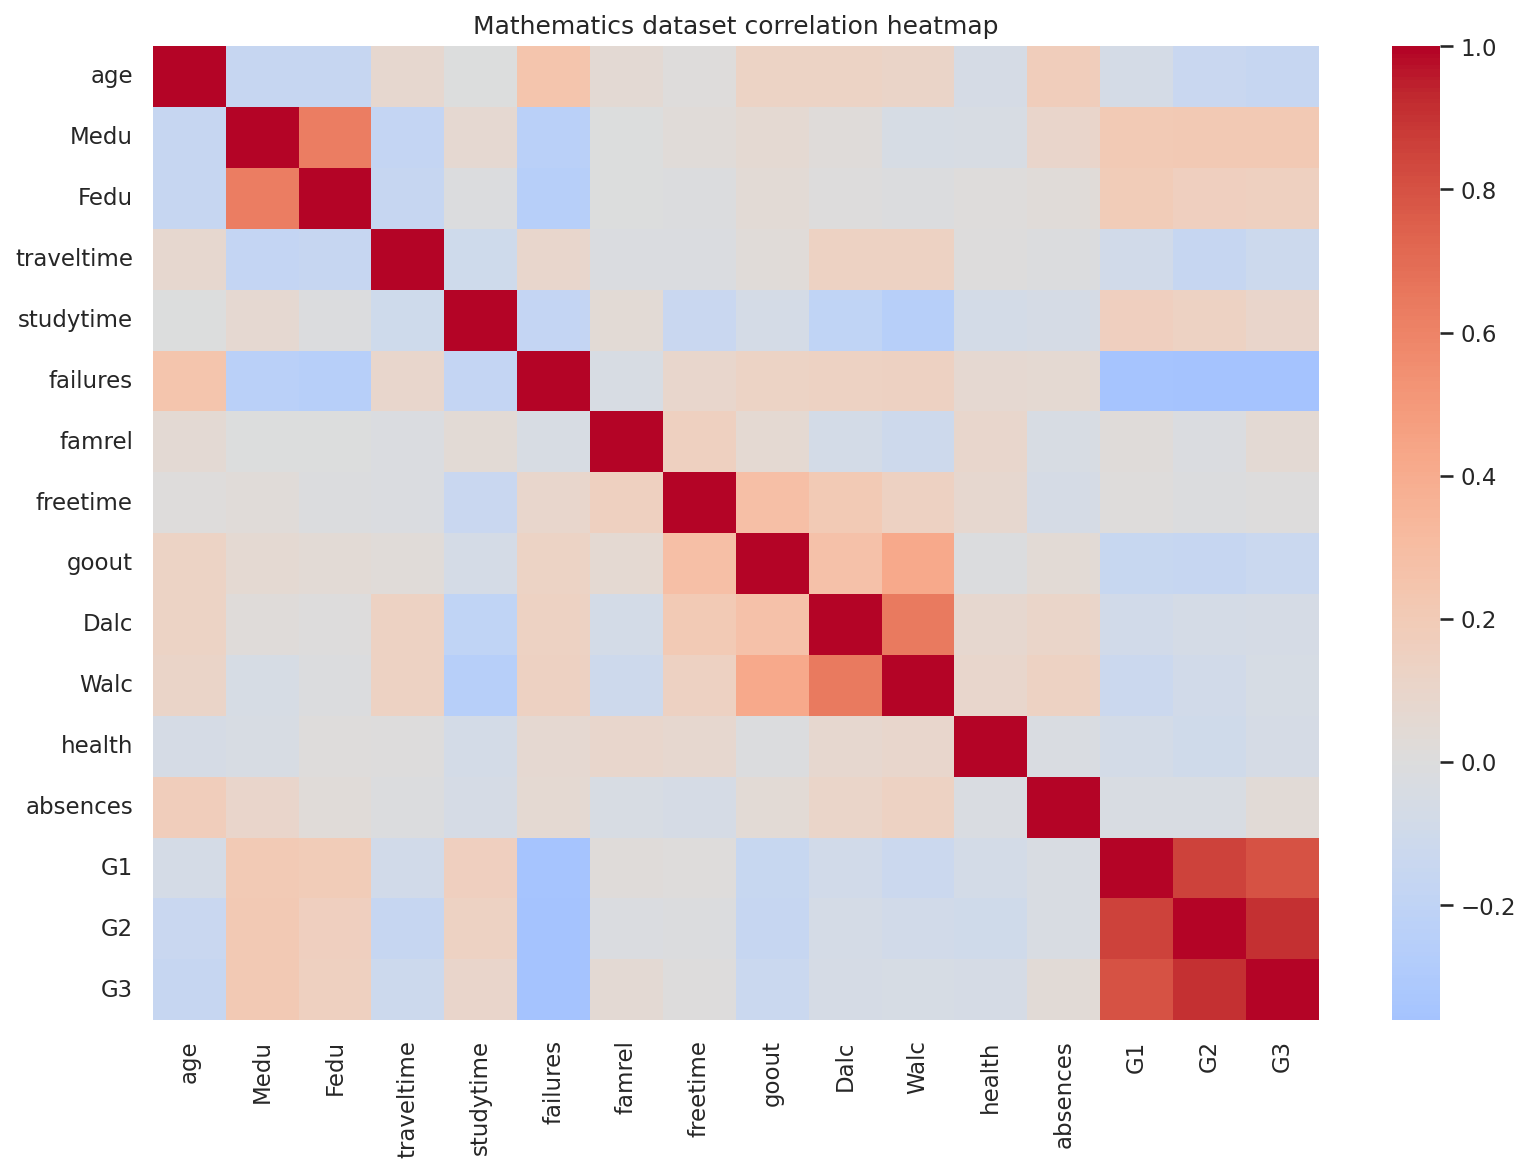 Mathematics dataset correlation heatmap
age
Medu
Fedu
traveltime
studytime
failures
famrel
freetime
goout
Dalc
Walc
health
absences
G1
G2
G3
age
Medu
Fedu
traveltime
studytime
failures
famrel
freetime
goout
Dalc
Walc
health
absences
G1
G2
G3
1.0
0.8
0.6
0.4
0.2
0.0
−0.2